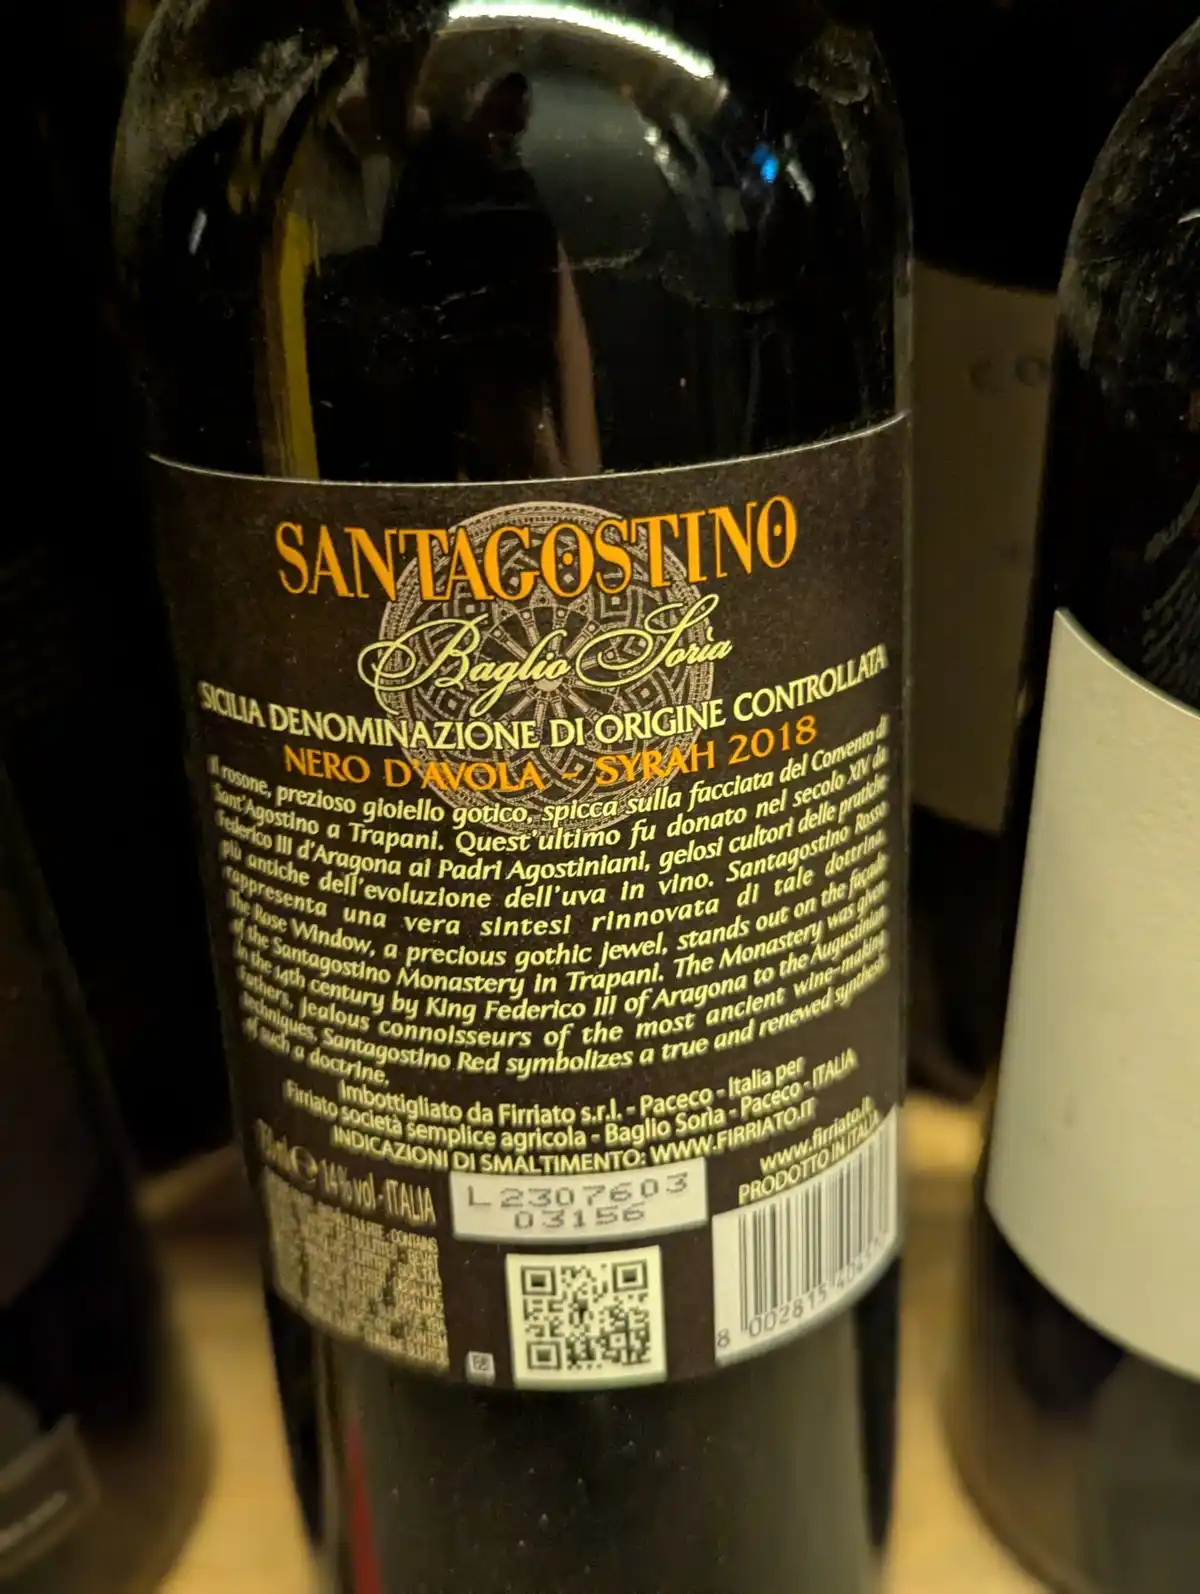 SANTAGOSTINO
Baglio Sorìa
SICILIA DENOMINAZIONE DI ORIGINE CONTROLLATA
NERO D'AVOLA - SYRAH 2018
Il rosone, prezioso gioiello gotico, spicca sulla facciata del Convento di
Sant'Agostino a Trapani. Quest'ultimo fu donato nel secolo XIV da
Federico III d'Aragona ai Padri Agostiniani, gelosi cultori delle pratiche
più antiche dell'evoluzione dell'uva in vino. Santagostino Rosso
rappresenta una vera sintesi rinnovata di tale dottrina.
The Rose Window, a precious gothic jewel, stands out on the façade
of the Santagostino Monastery in Trapani. The Monastery was given
in the 14th century by King Federico III of Aragona to the Augustinian
Fathers, jealous connoisseurs of the most ancient wine-making
techniques, Santagostino Red symbolizes a true and renewed synthesis
of such a doctrine.
Imbottigliato da Firriato s.r.l. - Paceco - Italia per
Firriato società semplice agricola - Baglio Sorìa - Paceco - ITALIA
INDICAZIONI DI SMALTIMENTO: WWW.FIRRIATO.IT
www.firriato.it
PRODOTTO IN ITALIA
14% vol - ITALIA
L2307603
03156
8 002815